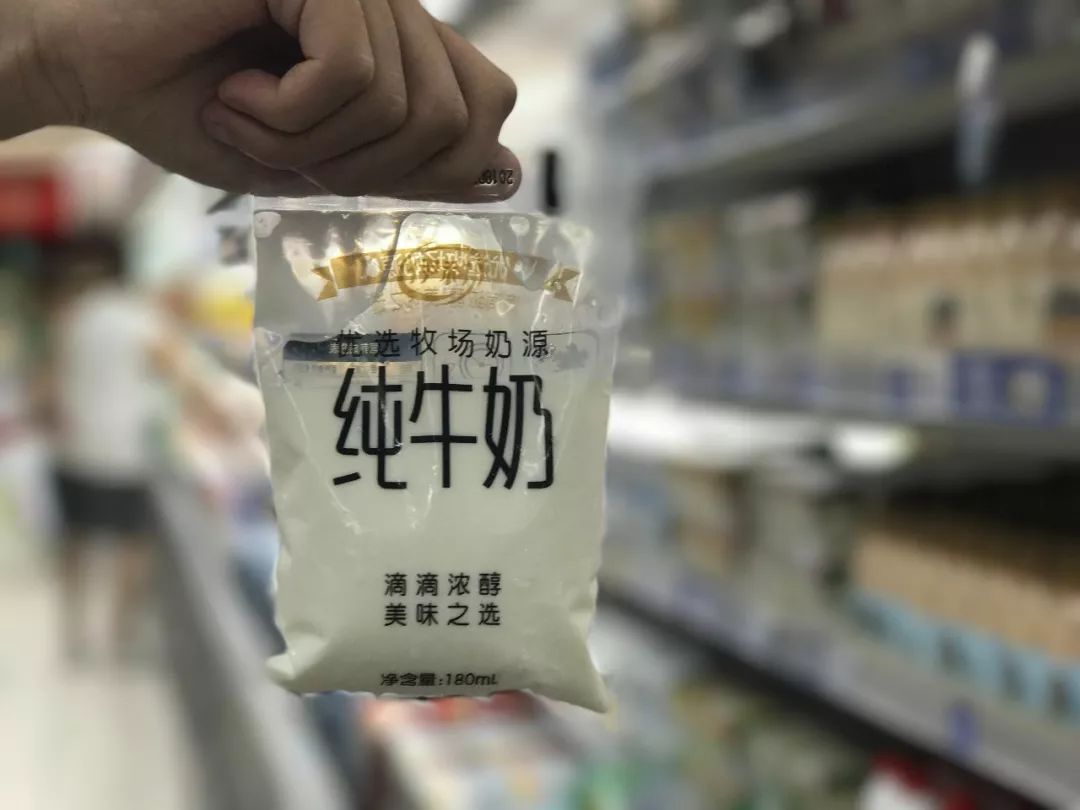 优选牧场奶源
纯牛奶
滴滴浓醇
美味之选
净含量:180mL